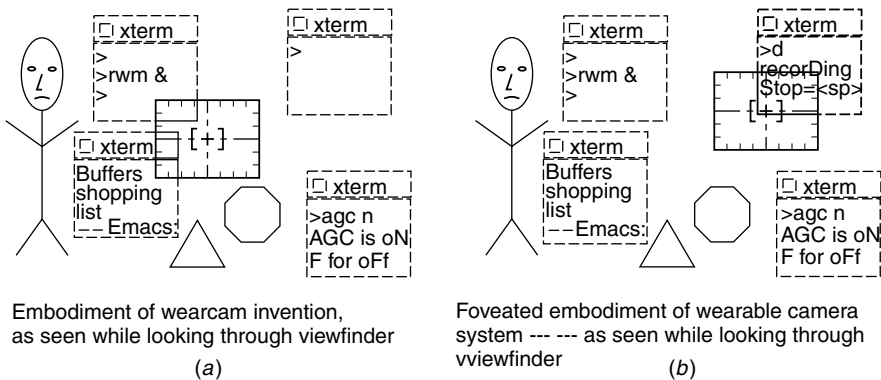 xterm
>
>rwm &
>
xterm
>
[+]
xterm
Buffers
shopping
list
--Emacs:
xterm
>agc n
AGC is oN
F for oFf
Embodiment of wearcam invention,
as seen while looking through viewfinder
(a)
xterm
>
>rwm &
>
xterm
>d
recorDing
Stop=<sp>
[+]
xterm
Buffers
shopping
list
--Emacs:
xterm
>agc n
AGC is oN
F for oFf
Foveated embodiment of wearable camera
system --- --- as seen while looking through
vviewfinder
(b)